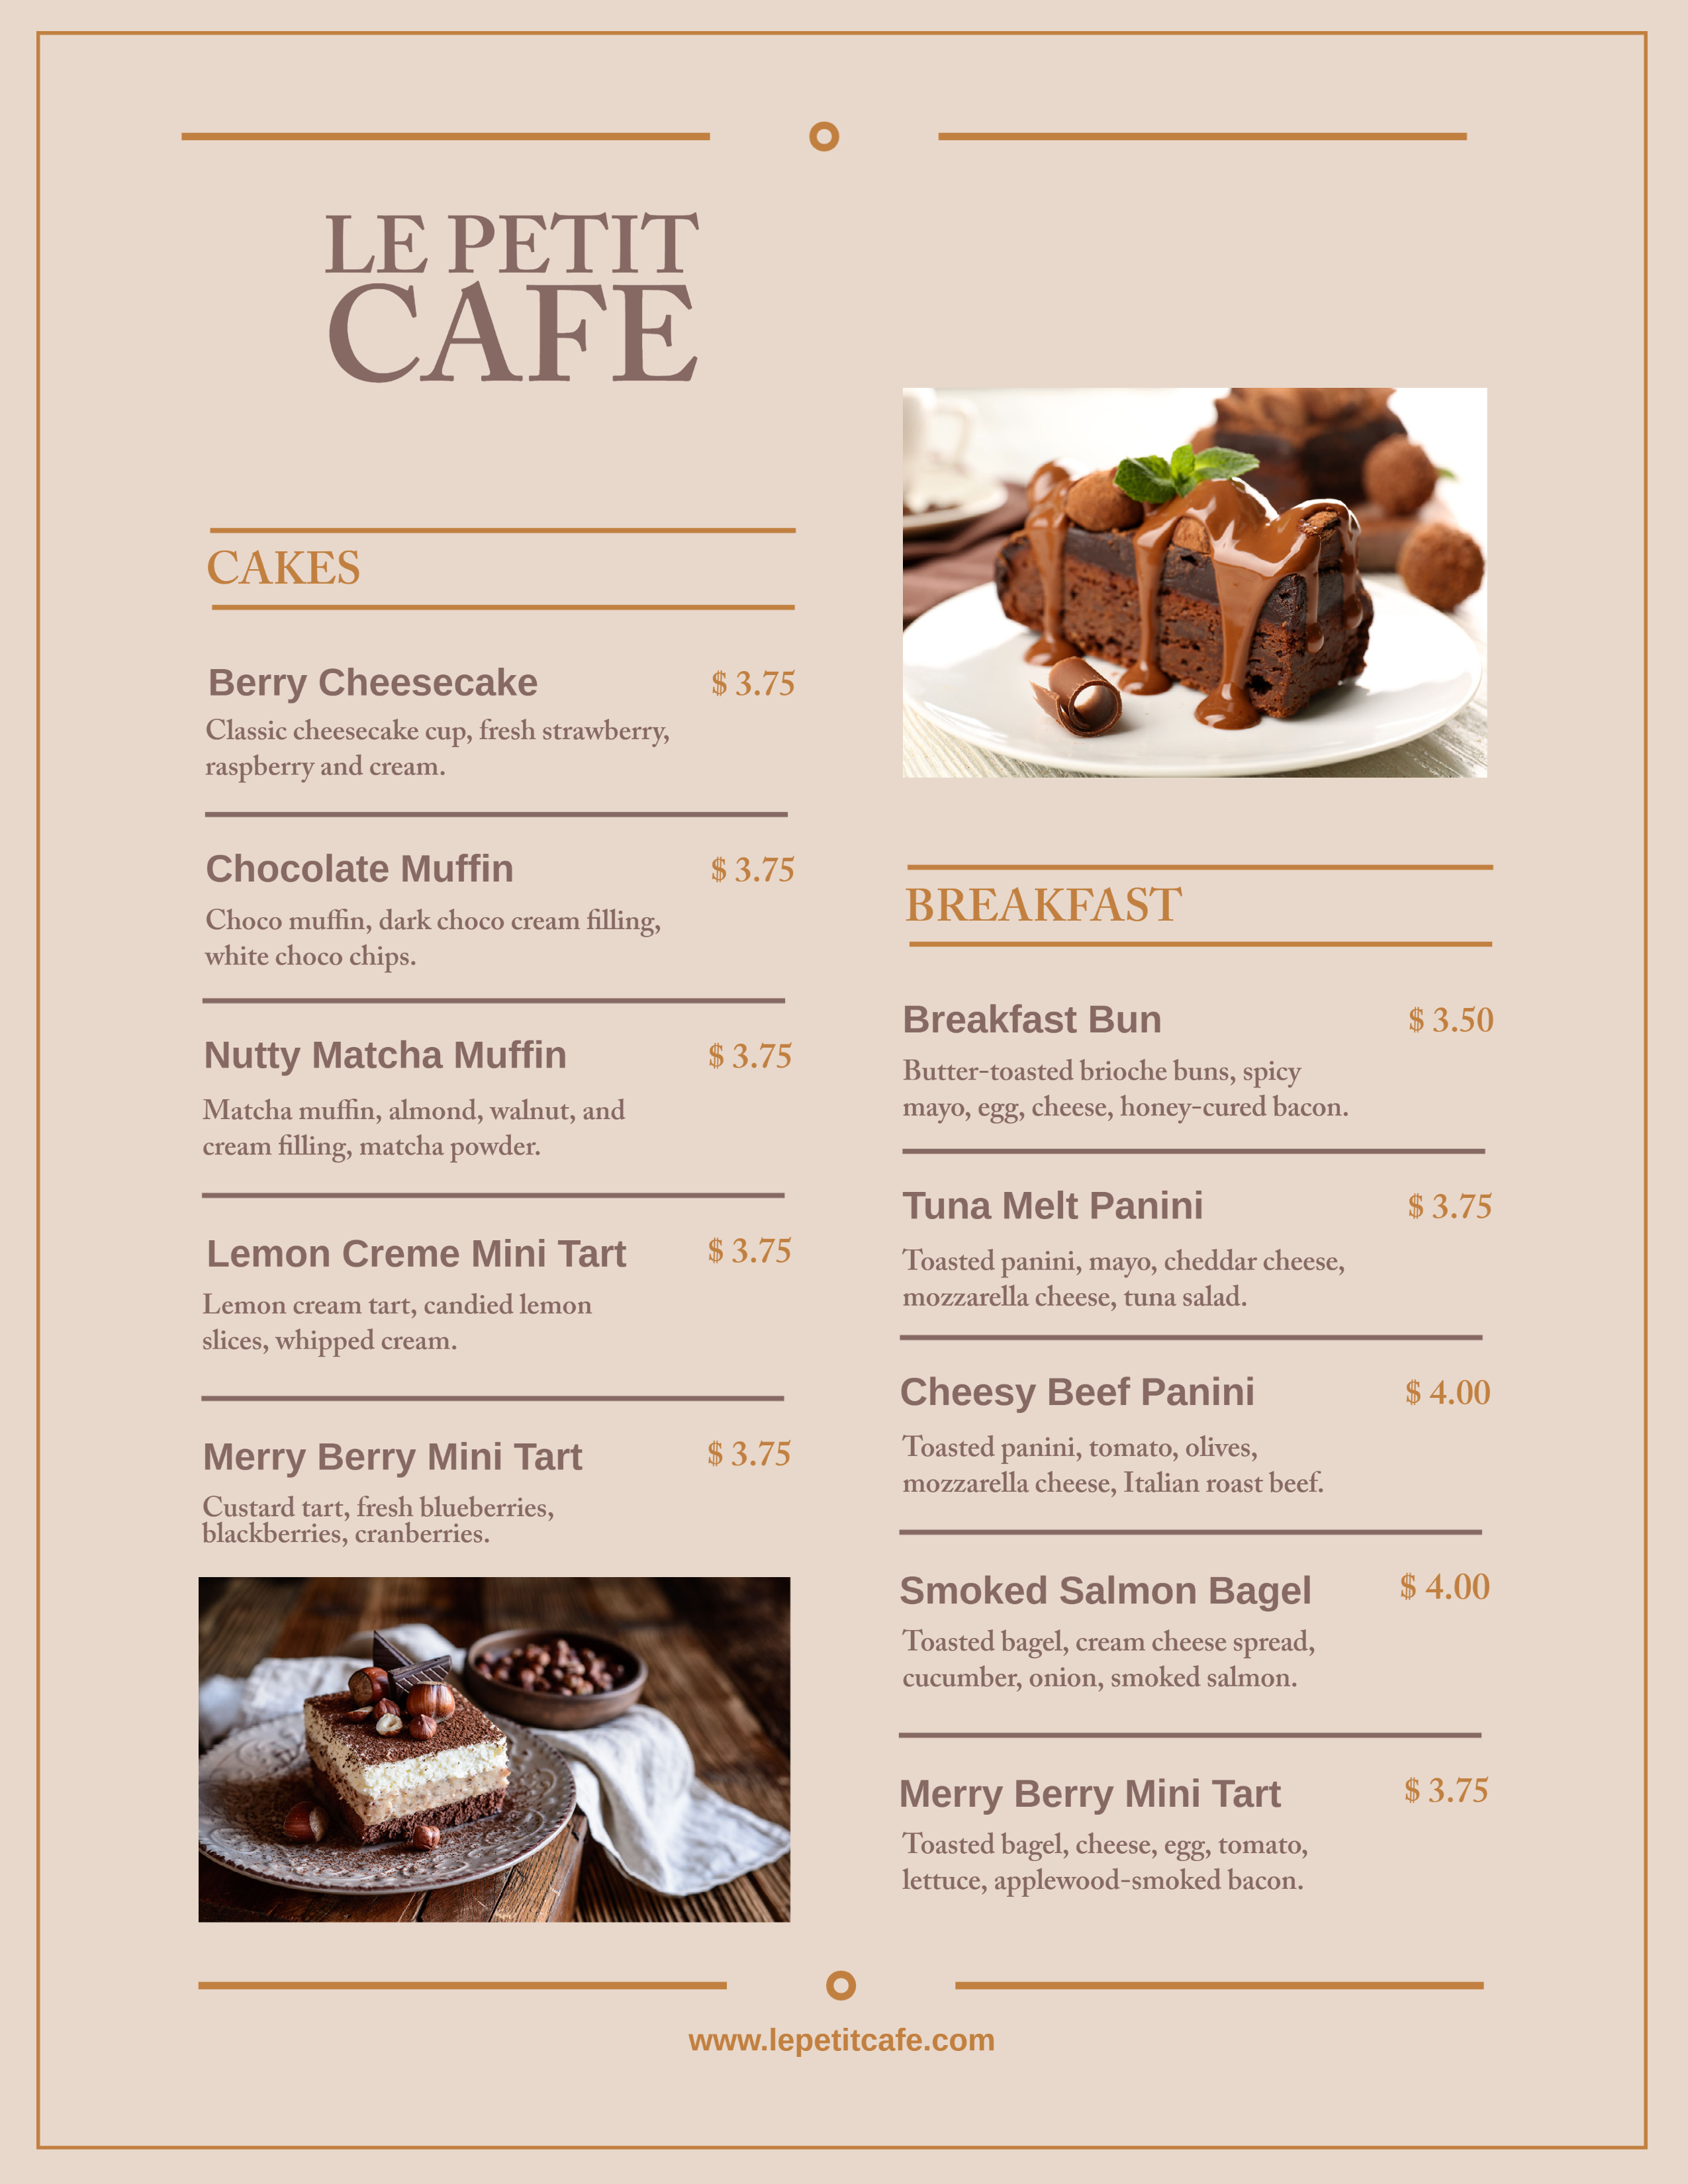 LE PETIT
CAFE
CAKES
Berry Cheesecake $ 3.75
Classic cheesecake cup, fresh strawberry,
raspberry and cream.
Chocolate Muffin $ 3.75
Choco muffin, dark choco cream filling,
white choco chips.
Nutty Matcha Muffin $ 3.75
Matcha muffin, almond, walnut, and
cream filling, matcha powder.
Lemon Creme Mini Tart $ 3.75
Lemon cream tart, candied lemon
slices, whipped cream.
Merry Berry Mini Tart $ 3.75
Custard tart, fresh blueberries,
blackberries, cranberries.
BREAKFAST
Breakfast Bun $ 3.50
Butter-toasted brioche buns, spicy
mayo, egg, cheese, honey-cured bacon.
Tuna Melt Panini $ 3.75
Toasted panini, mayo, cheddar cheese,
mozzarella cheese, tuna salad.
Cheesy Beef Panini $ 4.00
Toasted panini, tomato, olives,
mozzarella cheese, Italian roast beef.
Smoked Salmon Bagel $ 4.00
Toasted bagel, cream cheese spread,
cucumber, onion, smoked salmon.
Merry Berry Mini Tart $ 3.75
Toasted bagel, cheese, egg, tomato,
lettuce, applewood-smoked bacon.
www.lepetitcafe.com